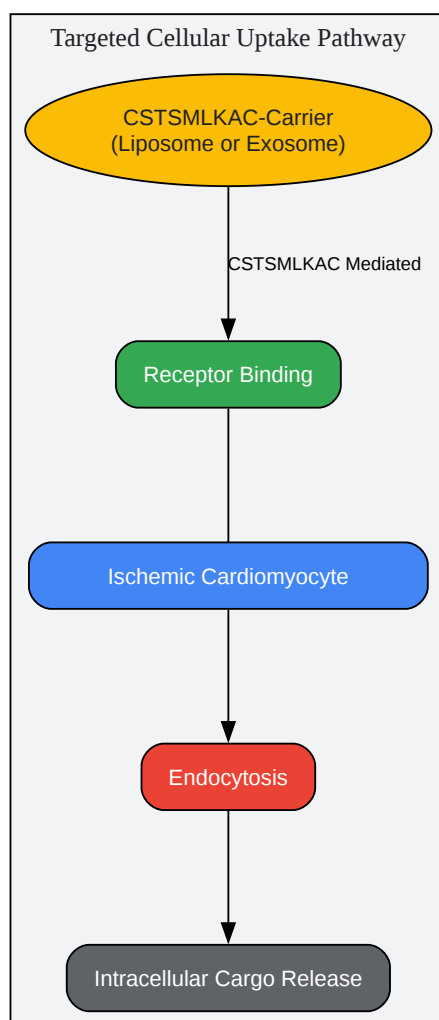 Targeted Cellular Uptake Pathway
CSTSMLKAC-Carrier
(Liposome or Exosome)
CSTSMLKAC Mediated
Receptor Binding
Ischemic Cardiomyocyte
Endocytosis
Intracellular Cargo Release